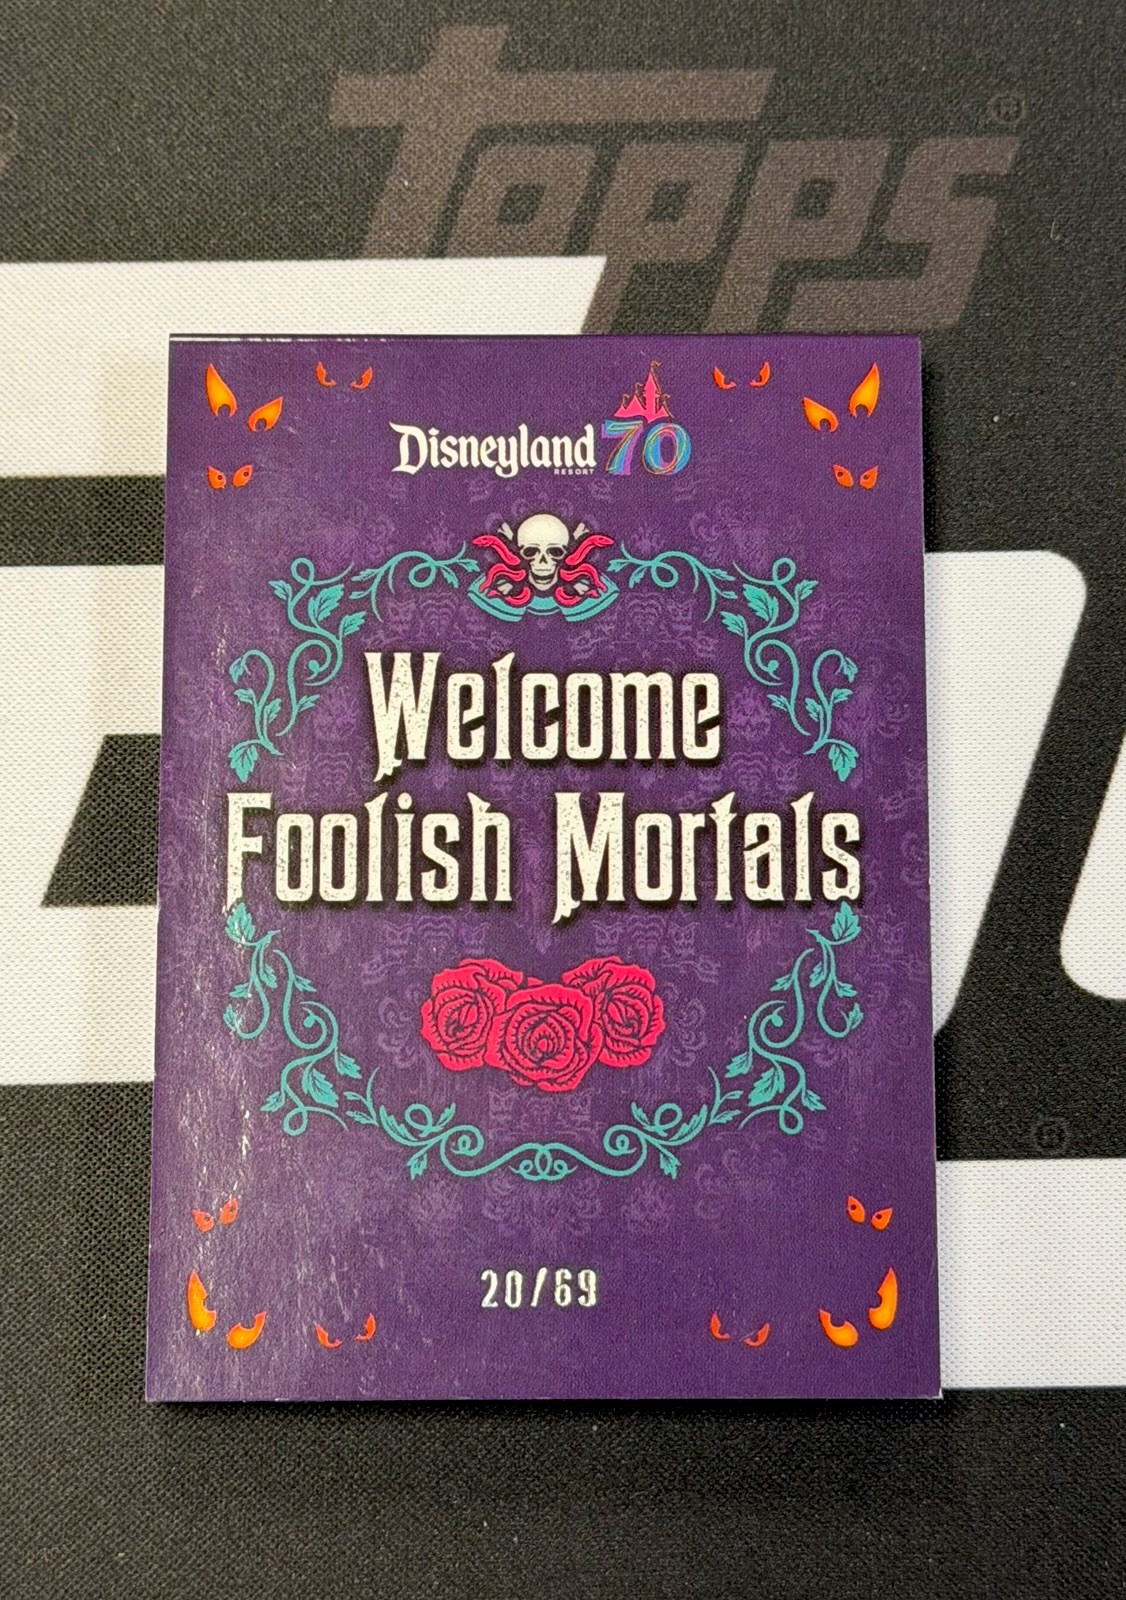 Topps®
Disneyland 70
RESORT
Welcome
Foolish Mortals
20/69
®